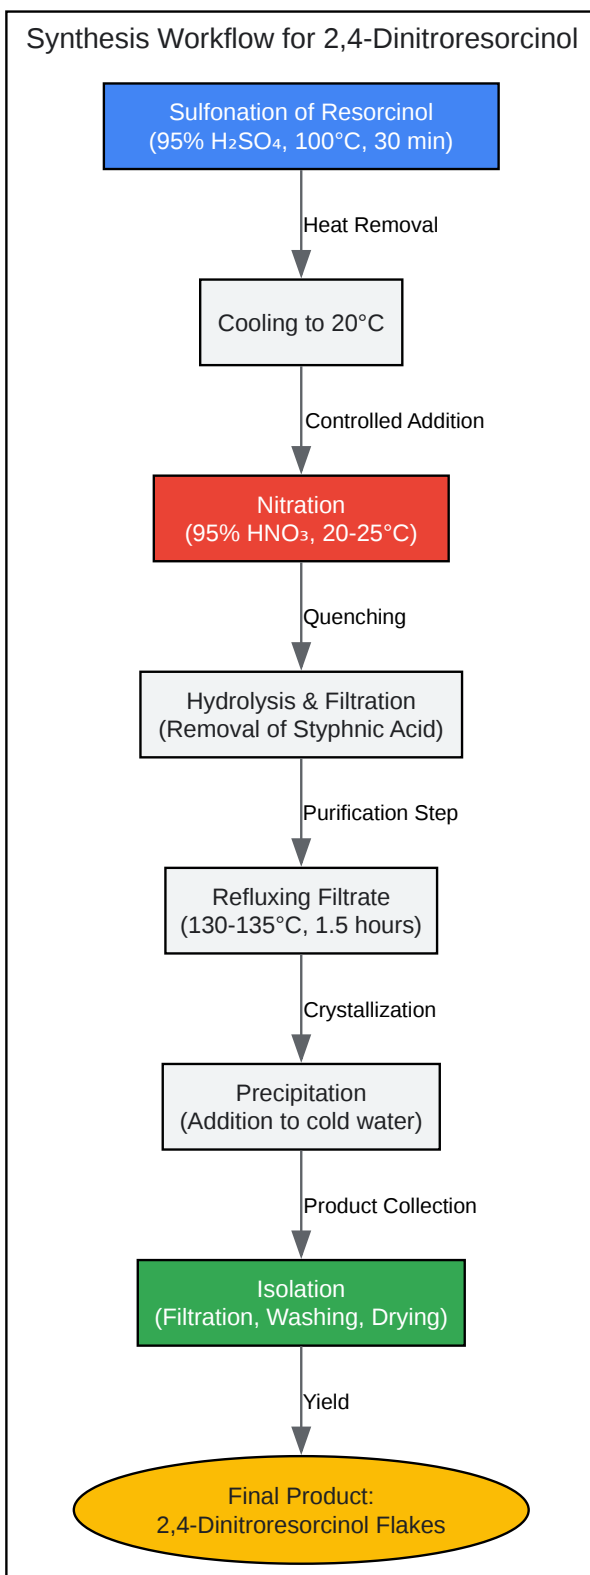 Synthesis Workflow for 2,4-Dinitroresorcinol
Sulfonation of Resorcinol
(95% H₂SO₄, 100°C, 30 min)
Heat Removal
Cooling to 20°C
Controlled Addition
Nitration
(95% HNO₃, 20-25°C)
Quenching
Hydrolysis & Filtration
(Removal of Styphnic Acid)
Purification Step
Refluxing Filtrate
(130-135°C, 1.5 hours)
Crystallization
Precipitation
(Addition to cold water)
Product Collection
Isolation
(Filtration, Washing, Drying)
Yield
Final Product:
2,4-Dinitroresorcinol Flakes